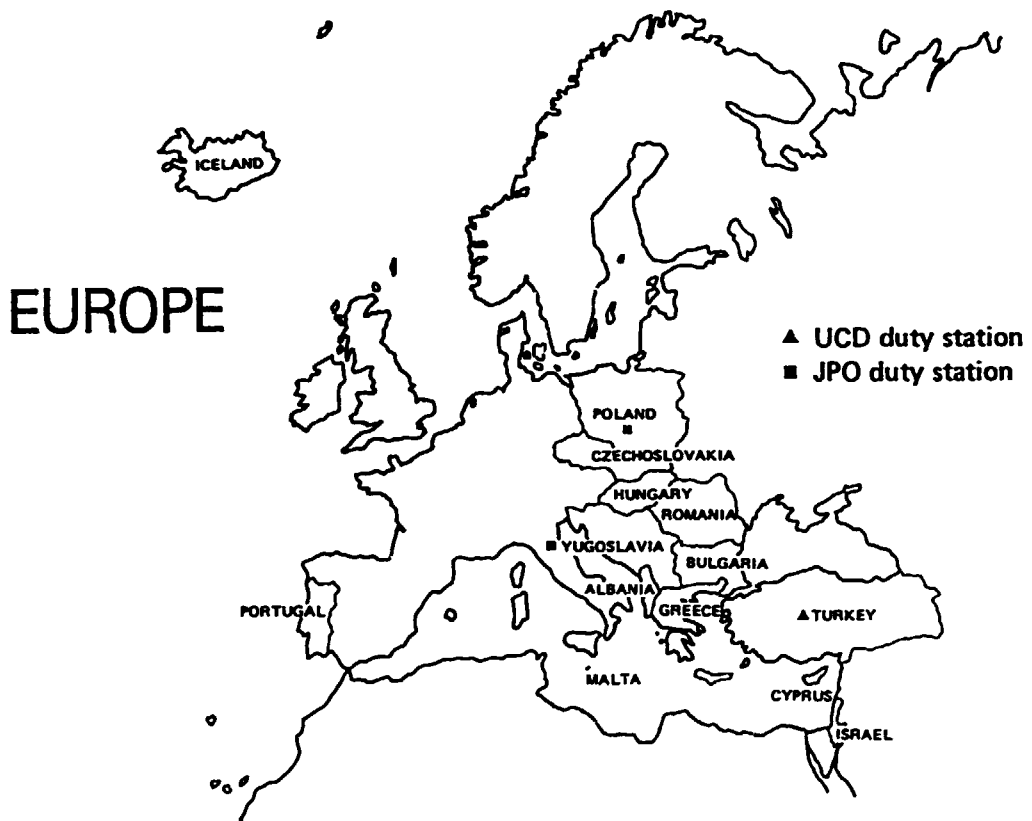 ICELAND
EUROPE
UCD duty station
JPO duty station
POLAND
CZECHOSLOVAKIA
HUNGARY
ROMANIA
YUGOSLAVIA
BULGARIA
ALBANIA
PORTUGAL
GREECE
TURKEY
MALTA
CYPRUS
ISRAEL